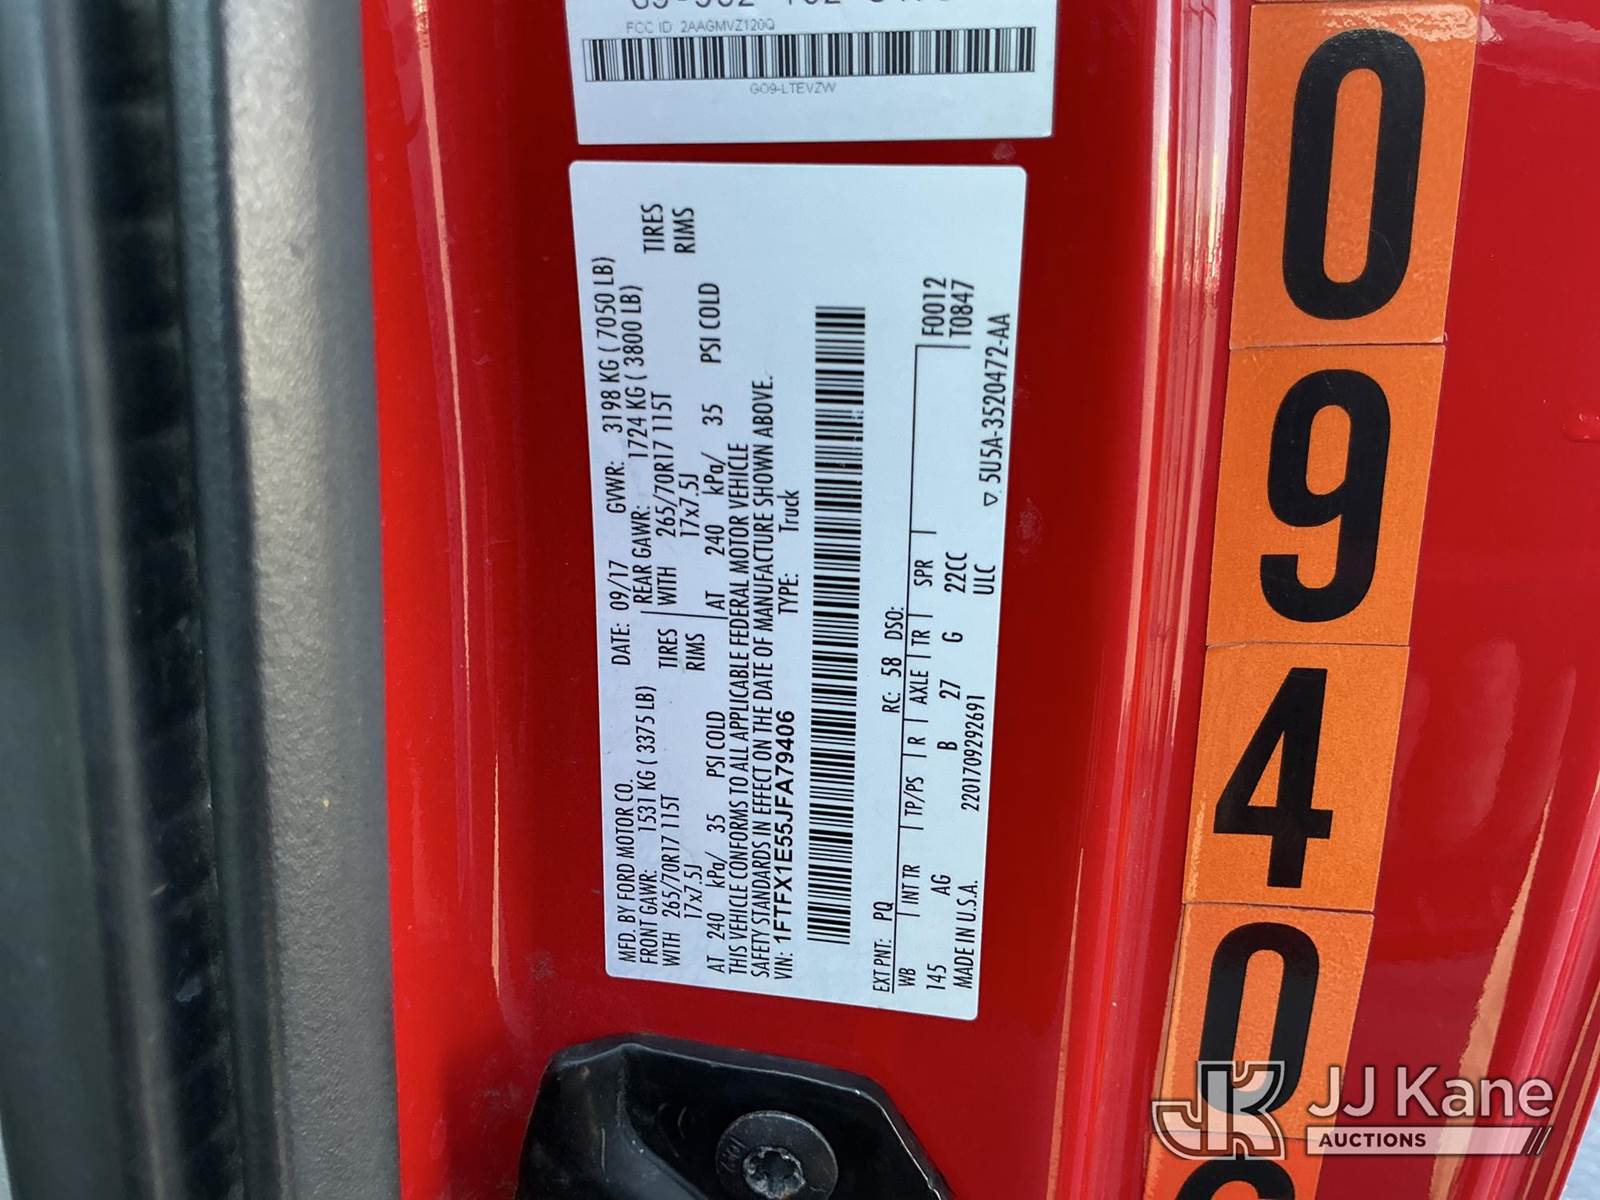 FCC ID: 2AAGMVZ120Q
GO9-LTEVZW
MFD. BY FORD MOTOR CO.
DATE: 09/17
GVWR: 3198 KG ( 7050 LB)
FRONT GAWR: 1531 KG ( 3375 LB)
REAR GAWR: 1724 KG ( 3800 LB)
WITH 265/70R17 115T
TIRES
WITH 265/70R17 115T
TIRES
17x7.5J
RIMS
17x7.5J
RIMS
AT 240 kPa/ 35 PSI COLD
AT 240 kPa/ 35 PSI COLD
THIS VEHICLE CONFORMS TO ALL APPLICABLE FEDERAL MOTOR VEHICLE
SAFETY STANDARDS IN EFFECT ON THE DATE OF MANUFACTURE SHOWN ABOVE.
VIN: 1FTFX1E55JFA79406
TYPE: Truck
EXT PNT: PQ
RC: 58 DSO:
WB INT TR TP/PS R AXLE TR SPR
F0012
145 AG B 27 G 22CC
T0847
ULC
MADE IN U.S.A.
2201709292691
▽ 5U5A-3520472-AA
0
9
4
0
JJ Kane
AUCTIONS